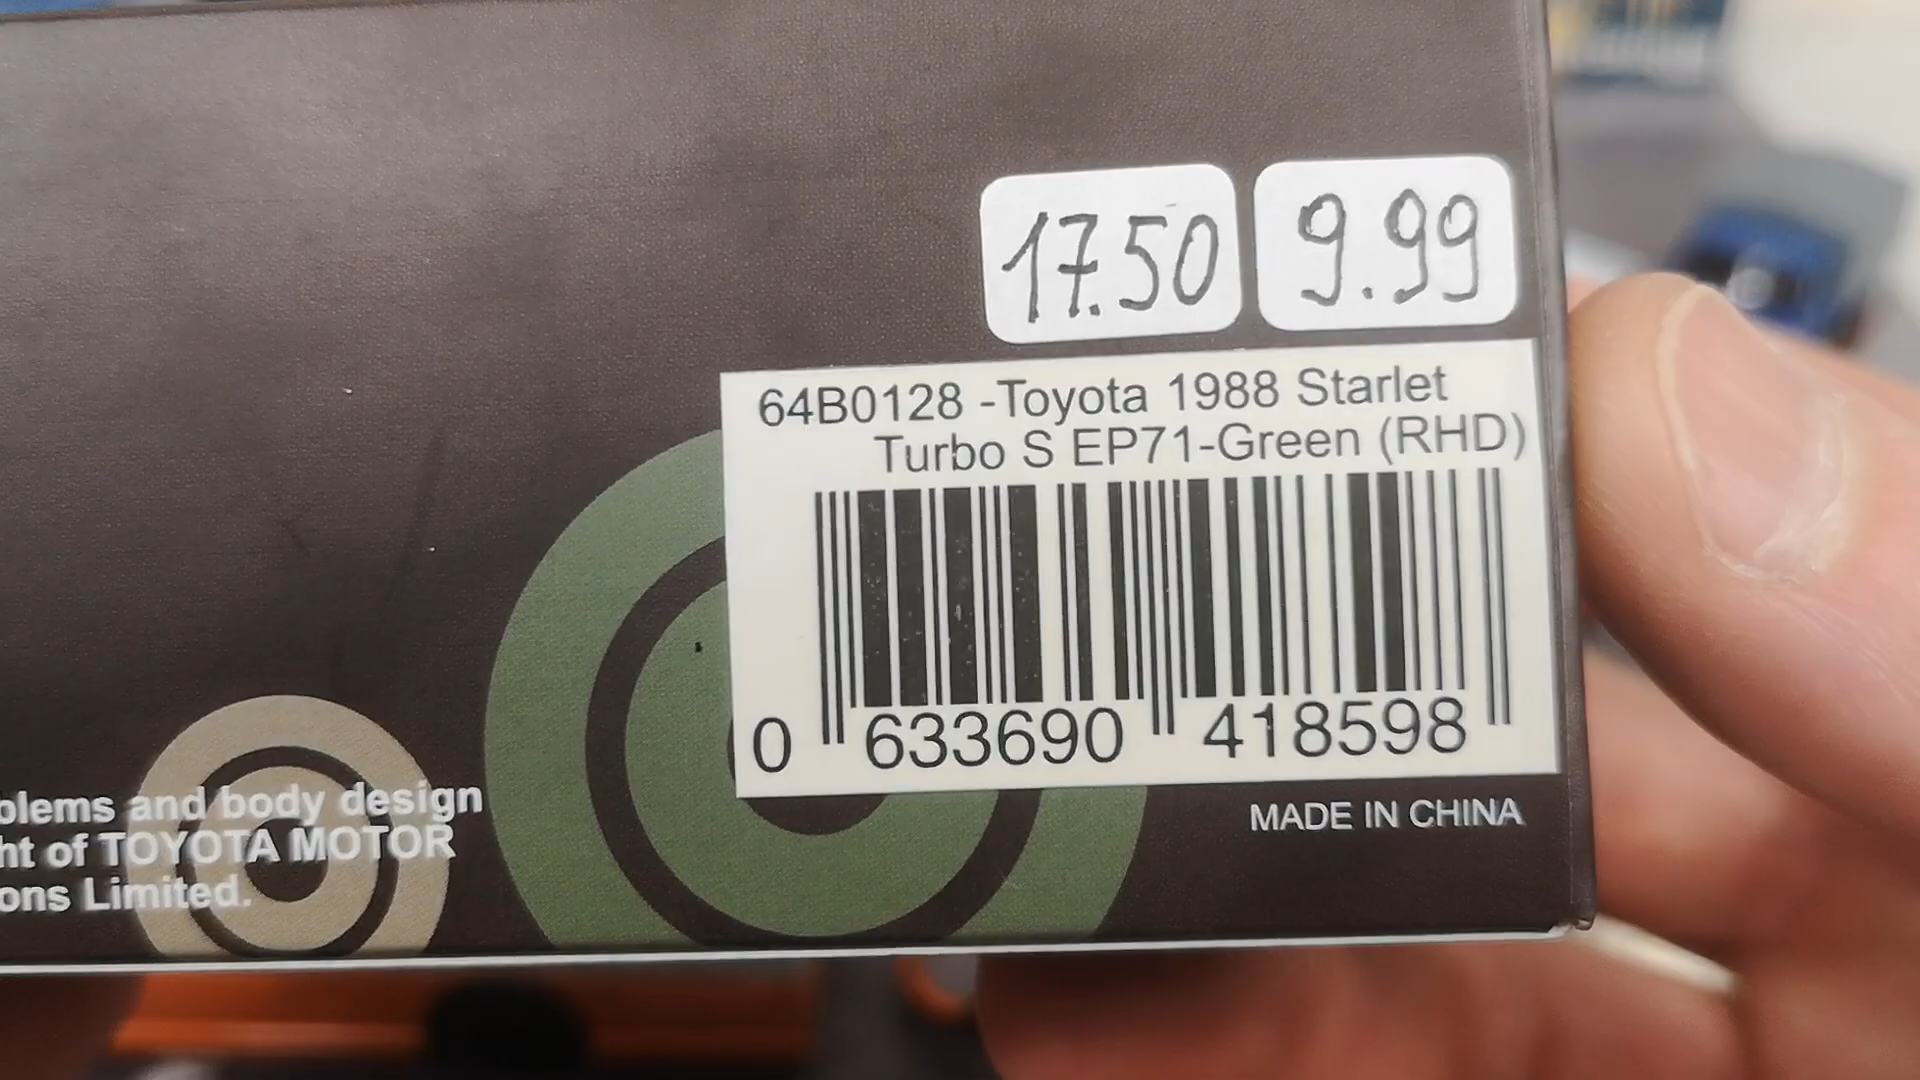 17.50 9.99
64B0128 -Toyota 1988 Starlet
Turbo S EP71-Green (RHD)
0 633690 418598
MADE IN CHINA
blems and body design
ht of TOYOTA MOTOR
ons Limited.